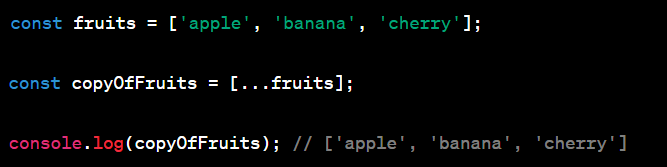 const fruits = ['apple', 'banana', 'cherry'];
const copyOfFruits = [...fruits];
console.log(copyOfFruits); // ['apple', 'banana', 'cherry']